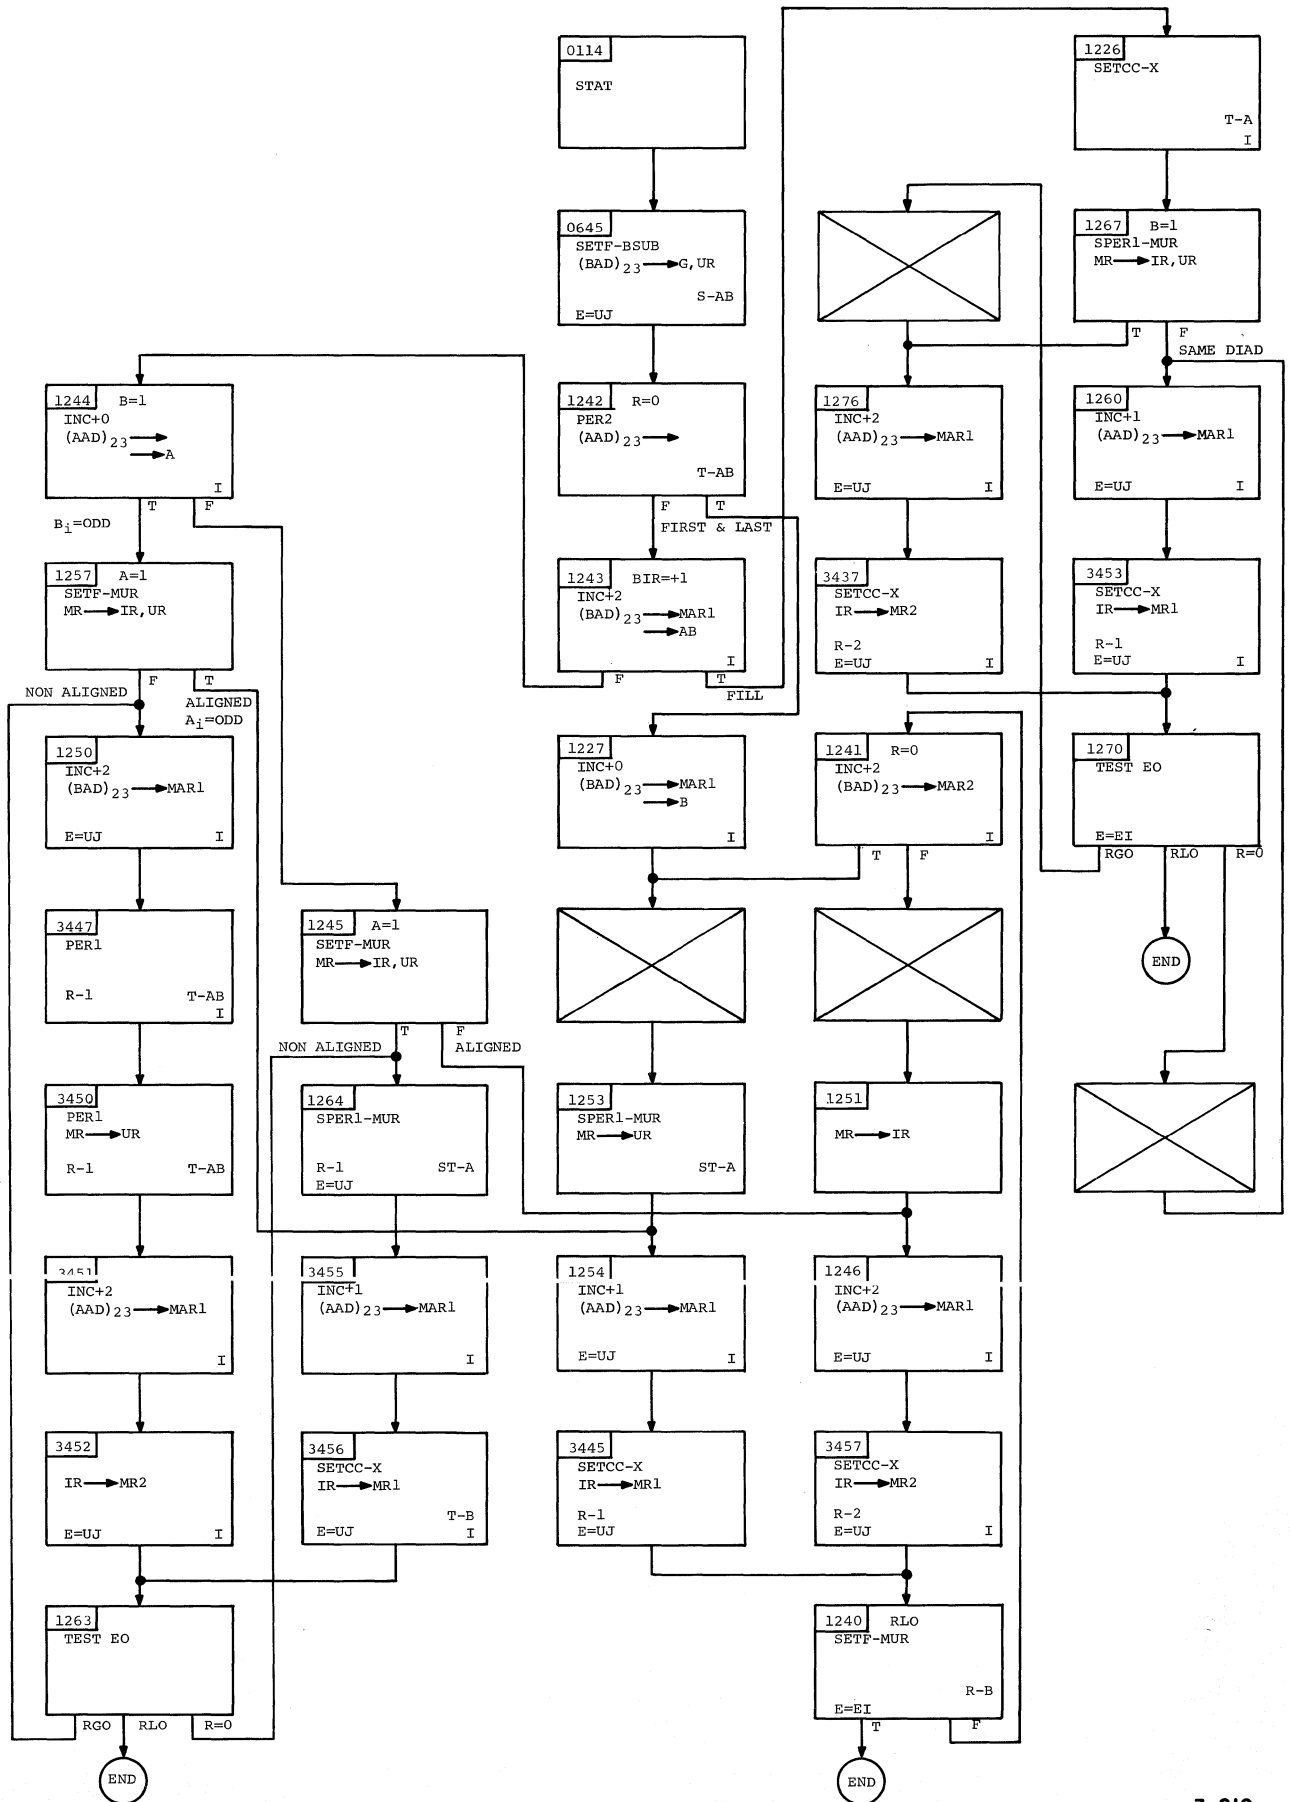 0114
STAT
1226
SETCC-X
T-A
I
0645
SETF-BSUB
(BAD)23→G,UR
S-AB
E=UJ
1267 B=1
SPER1-MUR
MR→IR,UR
T F
SAME DIAD
1244 B=1
INC+0
(AAD)23→
→A
I
T F
Bi=ODD
1242 R=0
PER2
(AAD)23→
T-AB
F T
FIRST & LAST
1276
INC+2
(AAD)23→MAR1
E=UJ I
1260
INC+1
(AAD)23→MAR1
E=UJ I
1257 A=1
SETF-MUR
MR→IR,UR
F T
NON ALIGNED
ALIGNED
Ai=ODD
1243 BIR=+1
INC+2
(BAD)23→MAR1
→AB
I
F T
FILL
3437
SETCC-X
IR→MR2
R-2
E=UJ I
3453
SETCC-X
IR→MR1
R-1
E=UJ I
1250
INC+2
(BAD)23→MAR1
E=UJ I
1227
INC+0
(BAD)23→MAR1
→B
I
1241 R=0
INC+2
(BAD)23→MAR2
I
T F
1270
TEST EO
E=EI
RGO RLO R=0
END
3447
PER1
R-1 T-AB
I
1245 A=1
SETF-MUR
MR→IR,UR
T F
NON ALIGNED
ALIGNED
3450
PER1
MR→UR
R-1 T-AB
1264
SPER1-MUR
R-1 ST-A
E=UJ
1253
SPER1-MUR
MR→UR
ST-A
1251
MR→IR
3451
INC+2
(AAD)23→MAR1
I
3455
INC+1
(AAD)23→MAR1
I
1254
INC+1
(AAD)23→MAR1
E=UJ I
1246
INC+2
(AAD)23→MAR1
E=UJ I
3452
IR→MR2
E=UJ I
3456
SETCC-X
IR→MR1
T-B
E=UJ I
3445
SETCC-X
IR→MR1
R-1
E=UJ
3457
SETCC-X
IR→MR2
R-2
E=UJ I
1263
TEST EO
RGO RLO R=0
END
1240 RLO
SETF-MUR
R-B
E=EI
T F
END